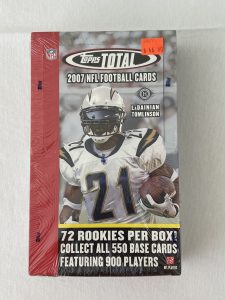 Topps TOTAL
2007 NFL FOOTBALL CARDS
LaDAINIAN
TOMLINSON
21
72 ROOKIES PER BOX!
COLLECT ALL 550 BASE CARDS
FEATURING 900 PLAYERS